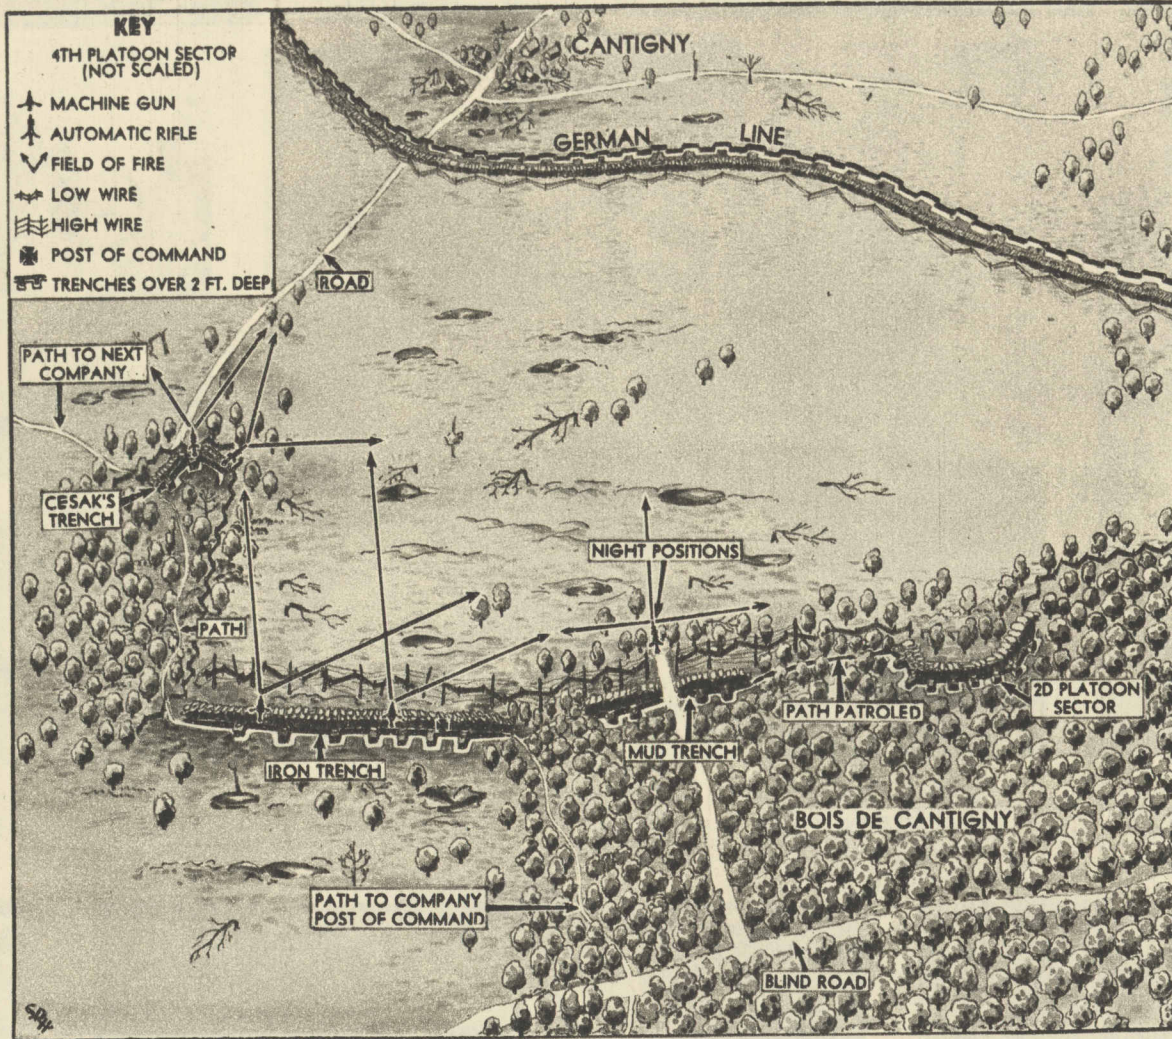 KEY
4TH PLATOON SECTOR
(NOT SCALED)
MACHINE GUN
AUTOMATIC RIFLE
FIELD OF FIRE
LOW WIRE
HIGH WIRE
POST OF COMMAND
TRENCHES OVER 2 FT. DEEP
CANTIGNY
GERMAN LINE
ROAD
PATH TO NEXT
COMPANY
CESAK'S
TRENCH
NIGHT POSITIONS
PATH
2D PLATOON
SECTOR
PATH PATROLED
MUD TRENCH
IRON TRENCH
BOIS DE CANTIGNY
PATH TO COMPANY
POST OF COMMAND
BLIND ROAD